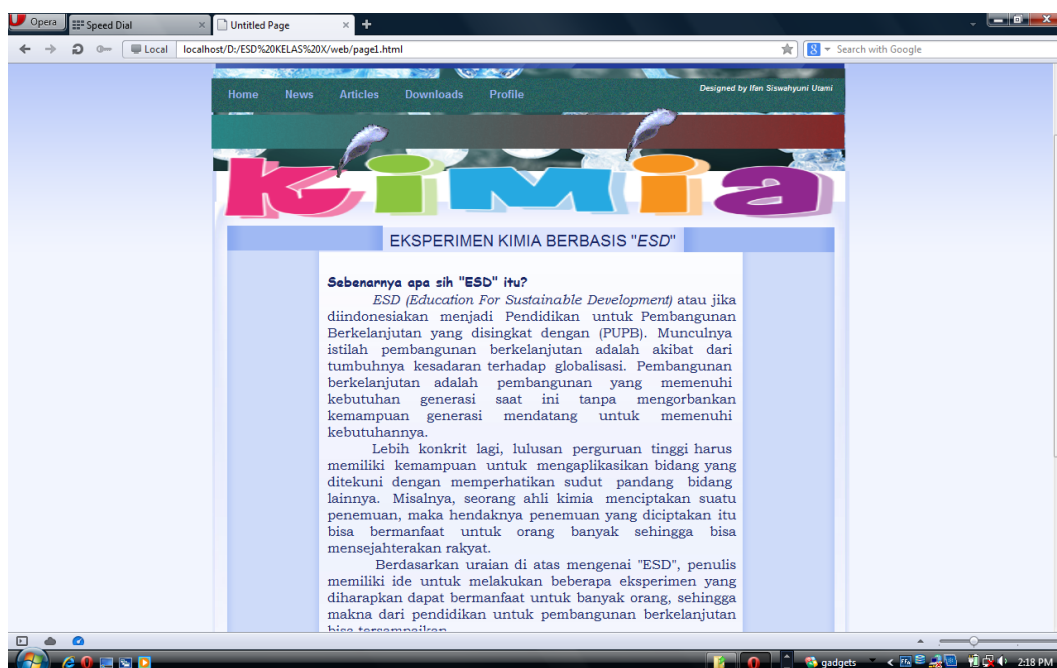 Opera
Speed Dial
Untitled Page
Local
localhost/D:/ESD%20KELAS%20X/web/page1.html
Search with Google
Home News Articles Downloads Profile
Designed by Ifan Siswahyuni Utami
kimia
EKSPERIMEN KIMIA BERBASIS "ESD"
Sebenarnya apa sih "ESD" itu?
ESD (Education For Sustainable Development) atau jika
diindonesiakan menjadi Pendidikan untuk Pembangunan
Berkelanjutan yang disingkat dengan (PUPB). Munculnya
istilah pembangunan berkelanjutan adalah akibat dari
tumbuhnya kesadaran terhadap globalisasi. Pembangunan
berkelanjutan adalah pembangunan yang memenuhi
kebutuhan generasi saat ini tanpa mengorbankan
kemampuan generasi mendatang untuk memenuhi
kebutuhannya.
Lebih konkrit lagi, lulusan perguruan tinggi harus
memiliki kemampuan untuk mengaplikasikan bidang yang
ditekuni dengan memperhatikan sudut pandang bidang
lainnya. Misalnya, seorang ahli kimia menciptakan suatu
penemuan, maka hendaknya penemuan yang diciptakan itu
bisa bermanfaat untuk orang banyak sehingga bisa
mensejahterakan rakyat.
Berdasarkan uraian di atas mengenai "ESD", penulis
memiliki ide untuk melakukan beberapa eksperimen yang
diharapkan dapat bermanfaat untuk banyak orang, sehingga
makna dari pendidikan untuk pembangunan berkelanjutan
bisa tersampaikan
gadgets
2:18 PM